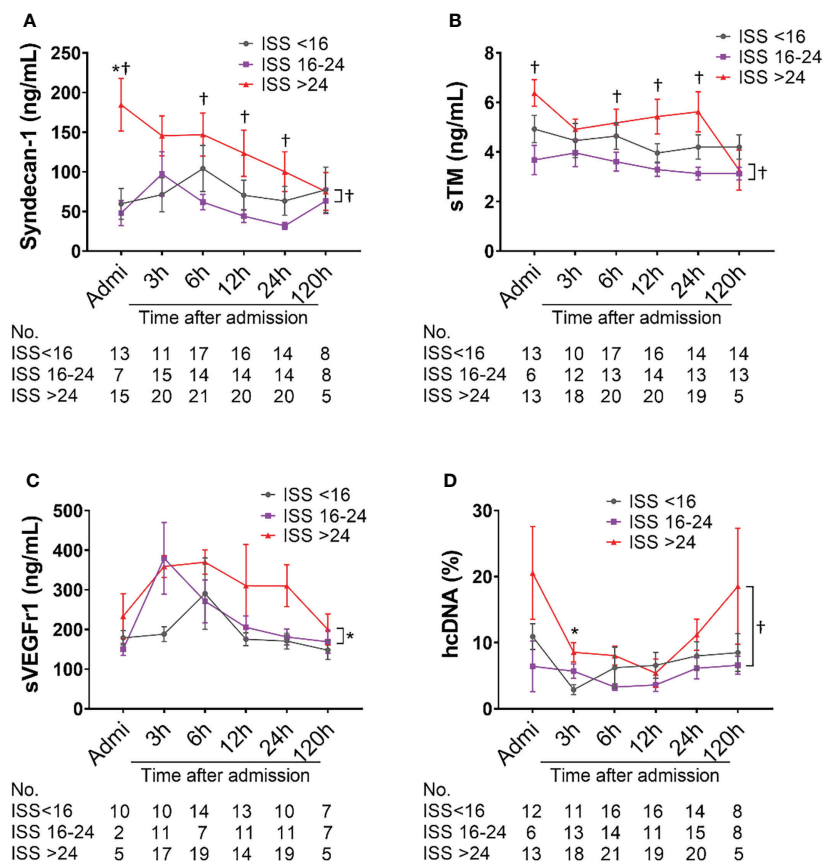 A
Syndecan-1 (ng/mL)
250
200
150
100
50
0
*†
†
†
†
†
ISS <16
ISS 16-24
ISS >24
Admi 3h 6h 12h 24h 120h
Time after admission
No.
ISS<16 13 11 17 16 14 8
ISS 16-24 7 15 14 14 14 8
ISS >24 15 20 21 20 20 5
B
sTM (ng/mL)
8
6
4
2
0
†
†
†
†
†
ISS <16
ISS 16-24
ISS >24
Admi 3h 6h 12h 24h 120h
Time after admission
No.
ISS<16 13 10 17 16 14 14
ISS 16-24 6 12 13 14 13 13
ISS >24 13 18 20 20 19 5
C
sVEGFr1 (ng/mL)
500
400
300
200
100
0
*
ISS <16
ISS 16-24
ISS >24
Admi 3h 6h 12h 24h 120h
Time after admission
No.
ISS<16 10 10 14 13 10 7
ISS 16-24 2 11 7 11 11 7
ISS >24 5 17 19 14 19 5
D
hcDNA (%)
30
20
10
0
*
†
ISS <16
ISS 16-24
ISS >24
Admi 3h 6h 12h 24h 120h
Time after admission
No.
ISS<16 12 11 16 16 14 8
ISS 16-24 6 13 14 11 15 8
ISS >24 13 18 21 19 20 5